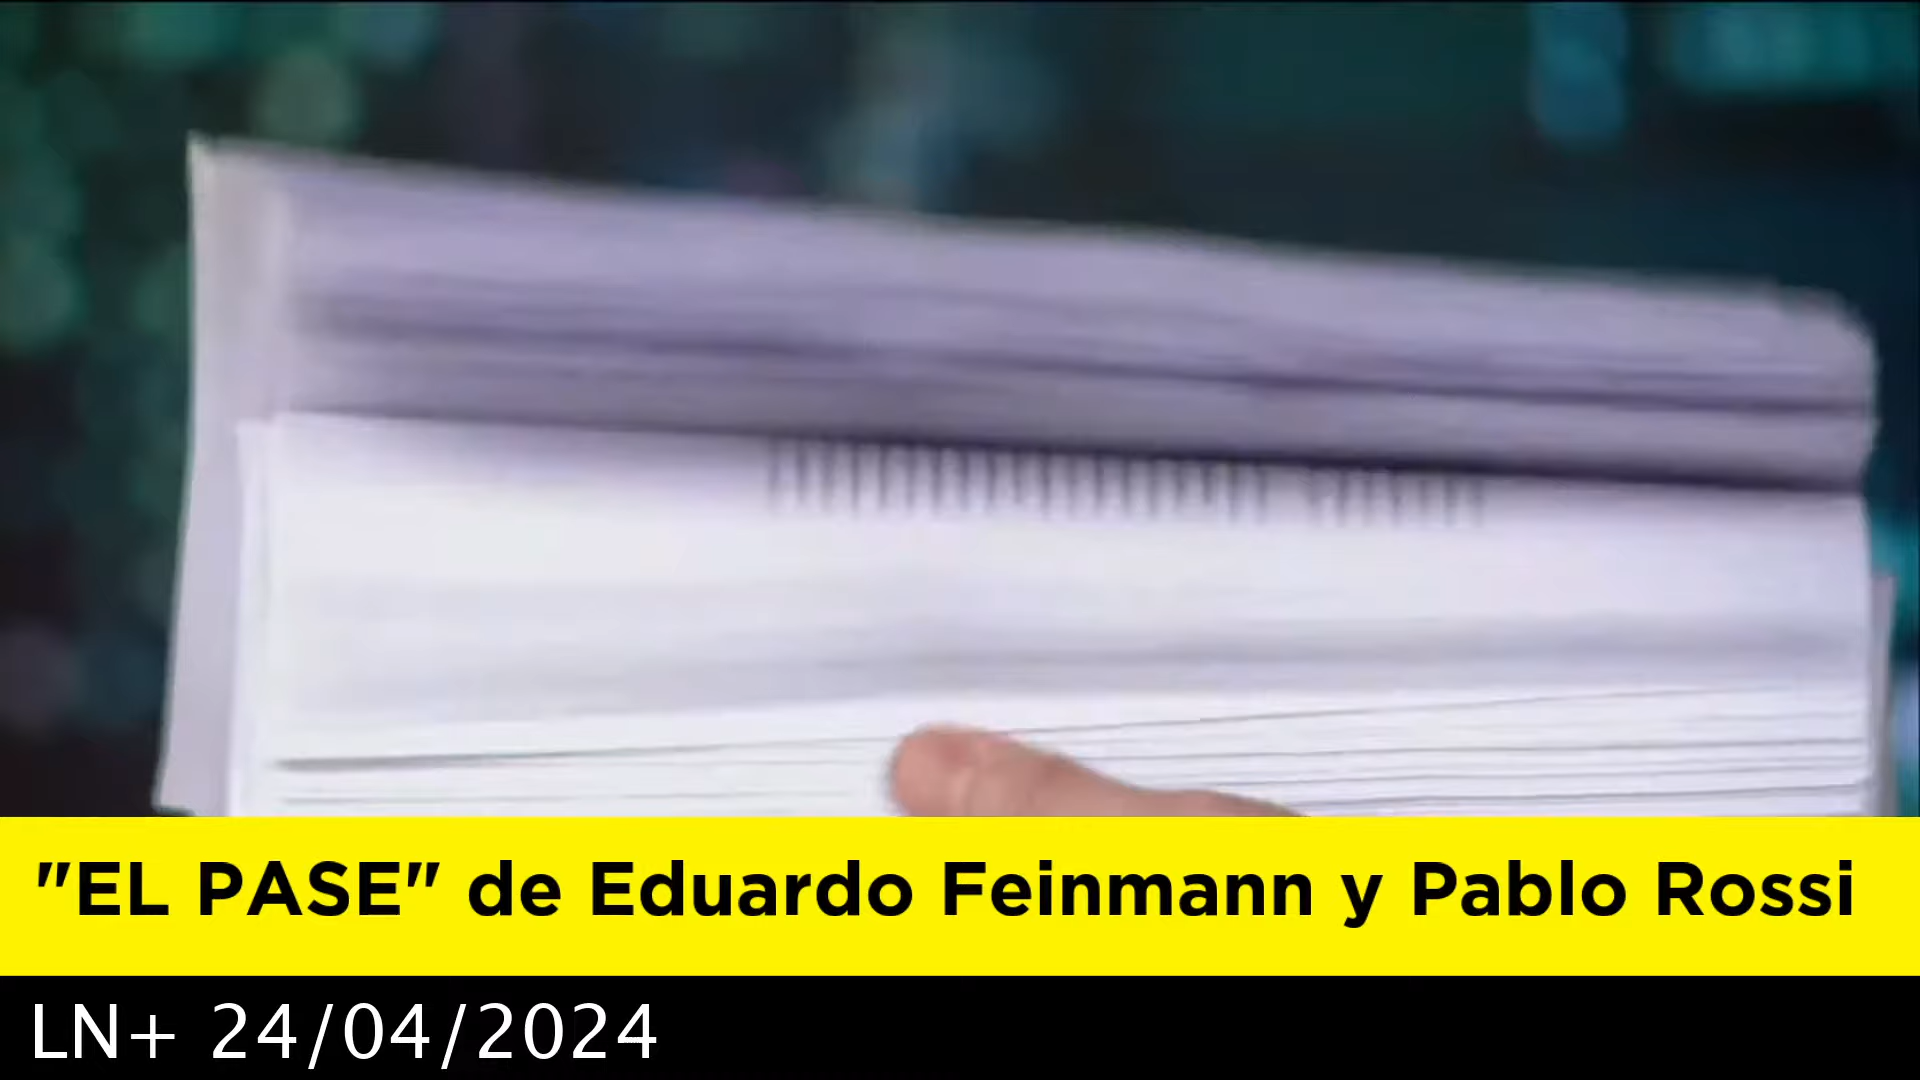 "EL PASE" de Eduardo Feinmann y Pablo Rossi
LN+ 24/04/2024